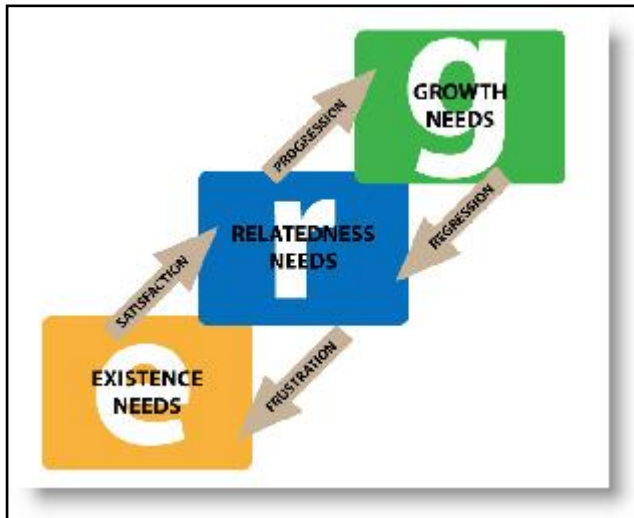 g
GROWTH
NEEDS
PROGRESSION
r
RELATEDNESS
NEEDS
REGRESSION
SATISFACTION
e
EXISTENCE
NEEDS
FRUSTRATION